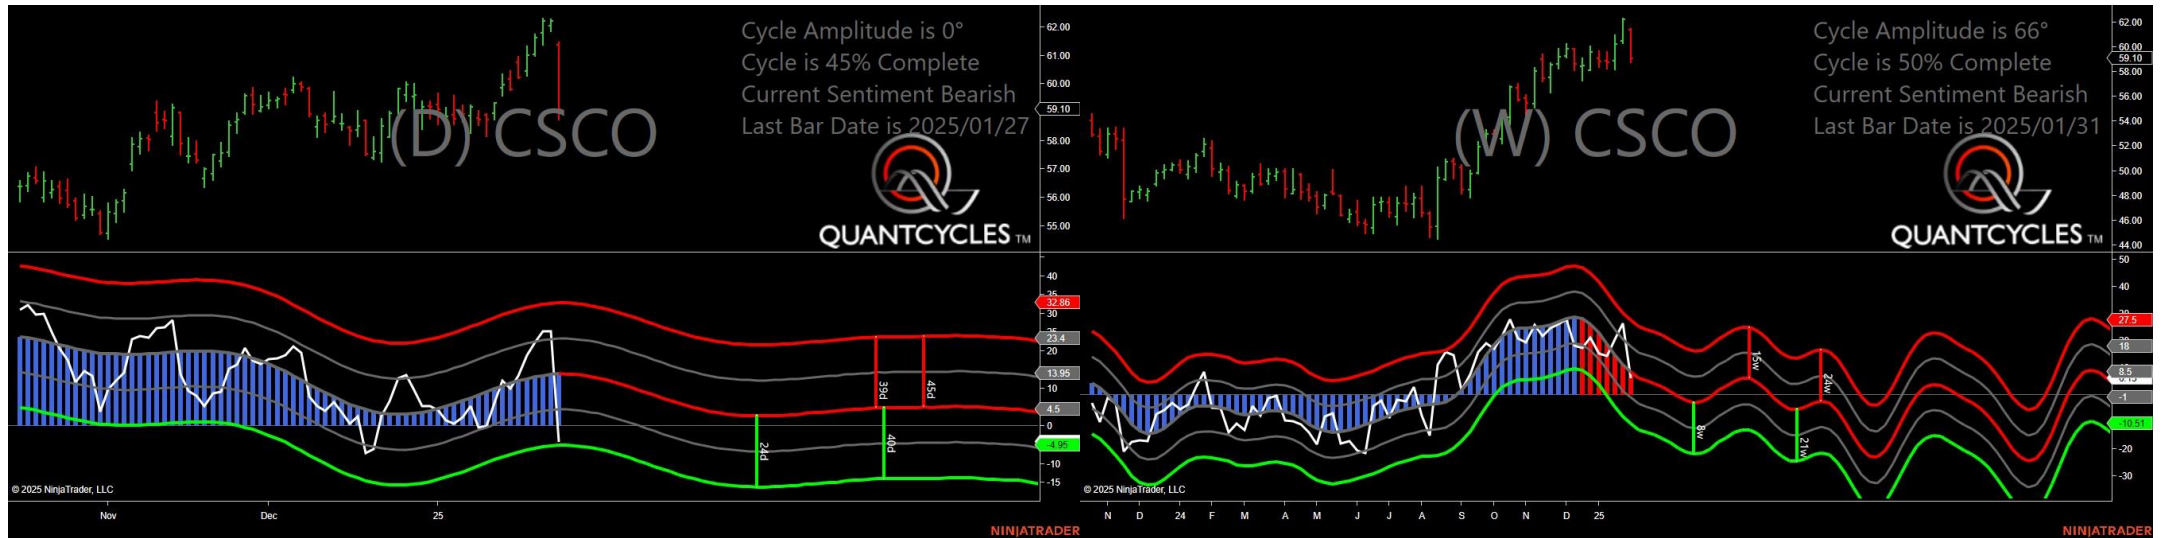 Cycle Amplitude is 0°
Cycle is 45% Complete
Current Sentiment Bearish
Last Bar Date is 2025/01/27
(D) CSCO
QUANTCYCLES TM
62.00
61.00
60.00
59.10
58.00
57.00
56.00
55.00
40
35
32.86
30
25
23.4
20
13.95
10
4.5
0
-4.95
-10
-15
24d
39d
40d
45d
© 2025 NinjaTrader, LLC
Nov Dec 25
NINJATRADER
Cycle Amplitude is 66°
Cycle is 50% Complete
Current Sentiment Bearish
Last Bar Date is 2025/01/31
(W) CSCO
QUANTCYCLES TM
62.00
60.00
59.10
58.00
56.00
54.00
52.00
50.00
48.00
46.00
44.00
50
40
30
27.5
18
8.5
-1
-10.51
-20
-30
8w
15w
21w
24w
© 2025 NinjaTrader, LLC
N D 24 F M A M J J A S O N D 25
NINJATRADER